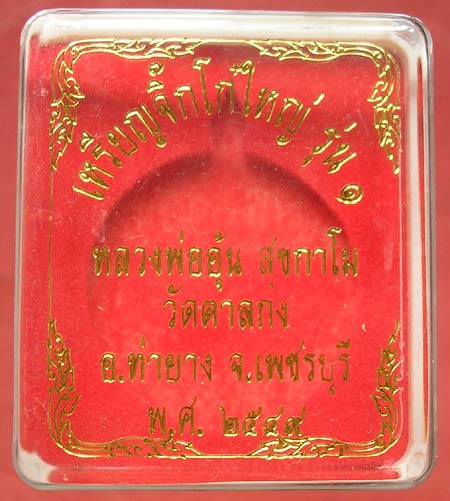 เหรียญจิ๊กโก๋ใหญ่ รุ่น ๑
หลวงพ่ออุ้น สุขกาโม
วัดตาลกง
อ.ท่ายาง จ.เพชรบุรี
พ.ศ. ๒๕๔๙